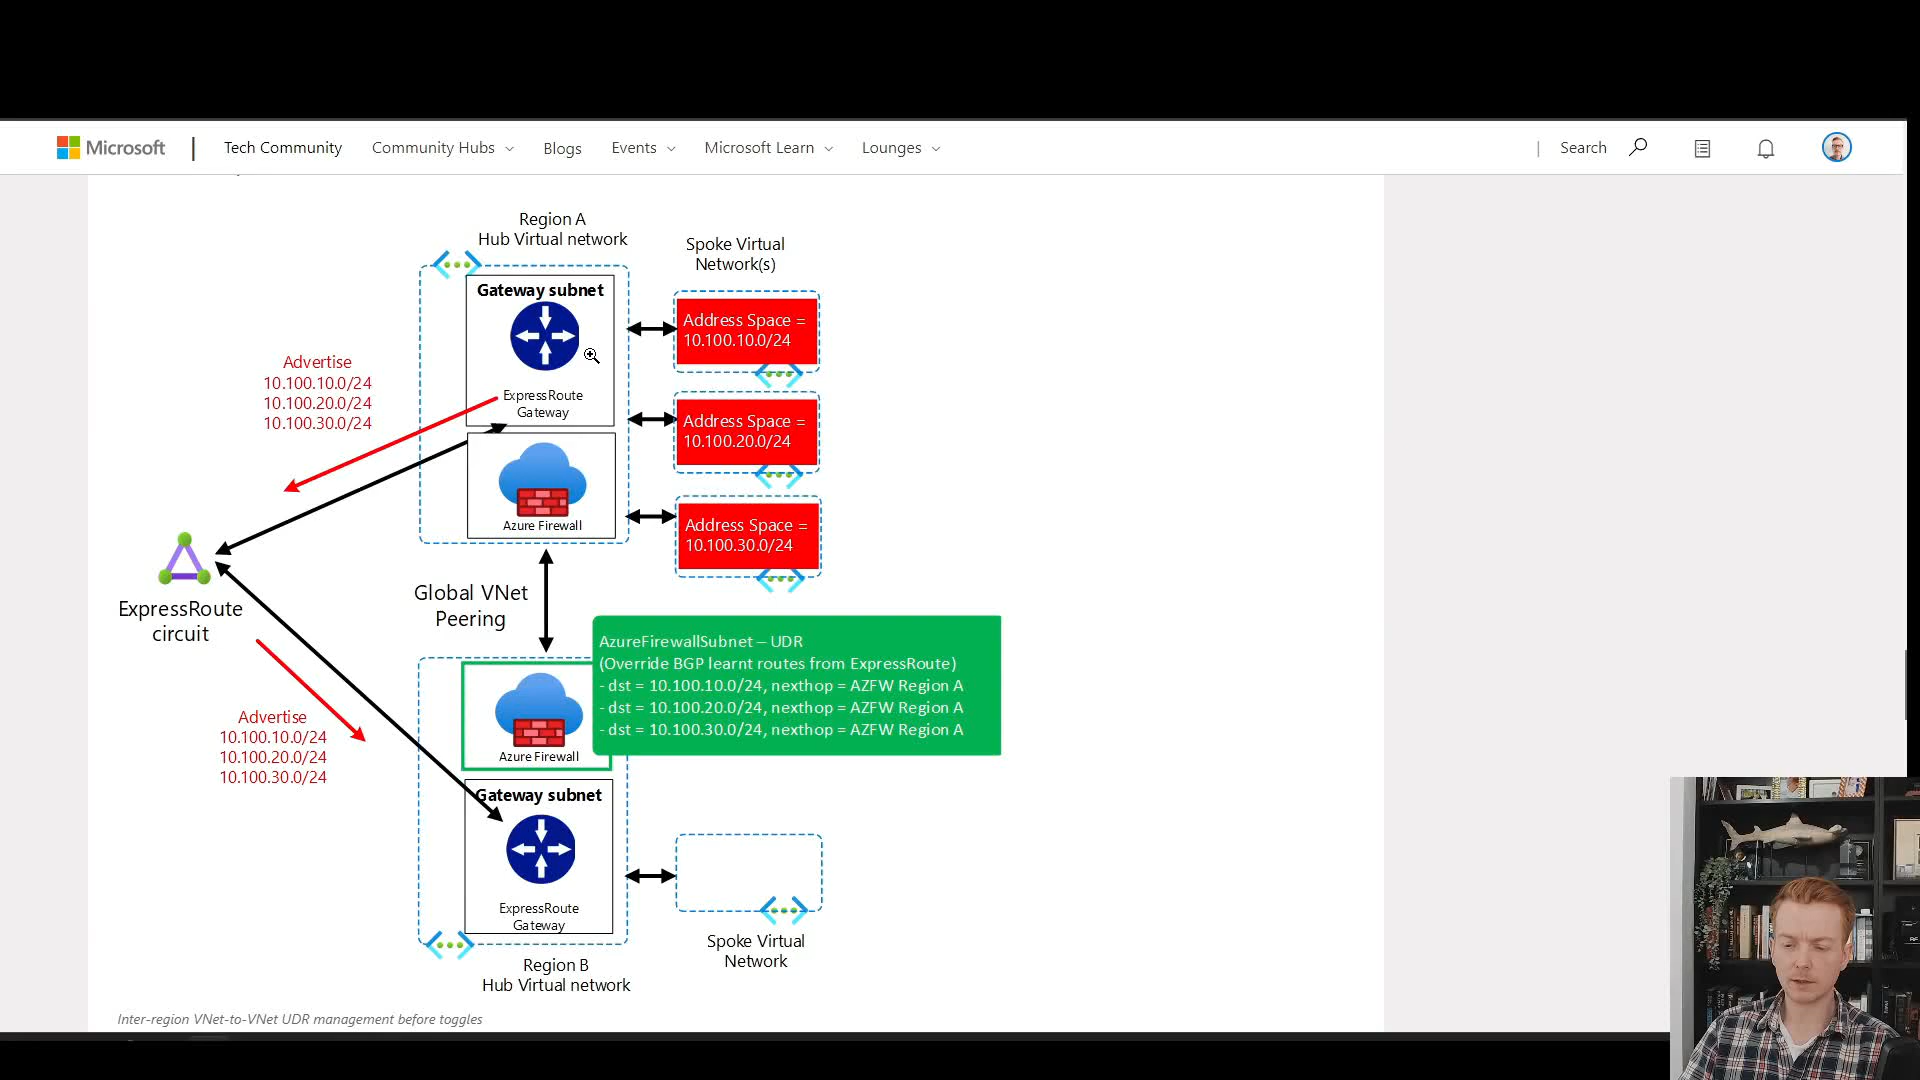 Microsoft
Tech Community
Community Hubs
Blogs
Events
Microsoft Learn
Lounges
Search
Region A
Hub Virtual network
Spoke Virtual
Network(s)
Gateway subnet
ExpressRoute
Gateway
Azure Firewall
Address Space =
10.100.10.0/24
Address Space =
10.100.20.0/24
Address Space =
10.100.30.0/24
Advertise
10.100.10.0/24
10.100.20.0/24
10.100.30.0/24
ExpressRoute
circuit
Global VNet
Peering
AzureFirewallSubnet – UDR
(Override BGP learnt routes from ExpressRoute)
- dst = 10.100.10.0/24, nexthop = AZFW Region A
- dst = 10.100.20.0/24, nexthop = AZFW Region A
- dst = 10.100.30.0/24, nexthop = AZFW Region A
Advertise
10.100.10.0/24
10.100.20.0/24
10.100.30.0/24
Azure Firewall
Gateway subnet
ExpressRoute
Gateway
Spoke Virtual
Network
Region B
Hub Virtual network
Inter-region VNet-to-VNet UDR management before toggles